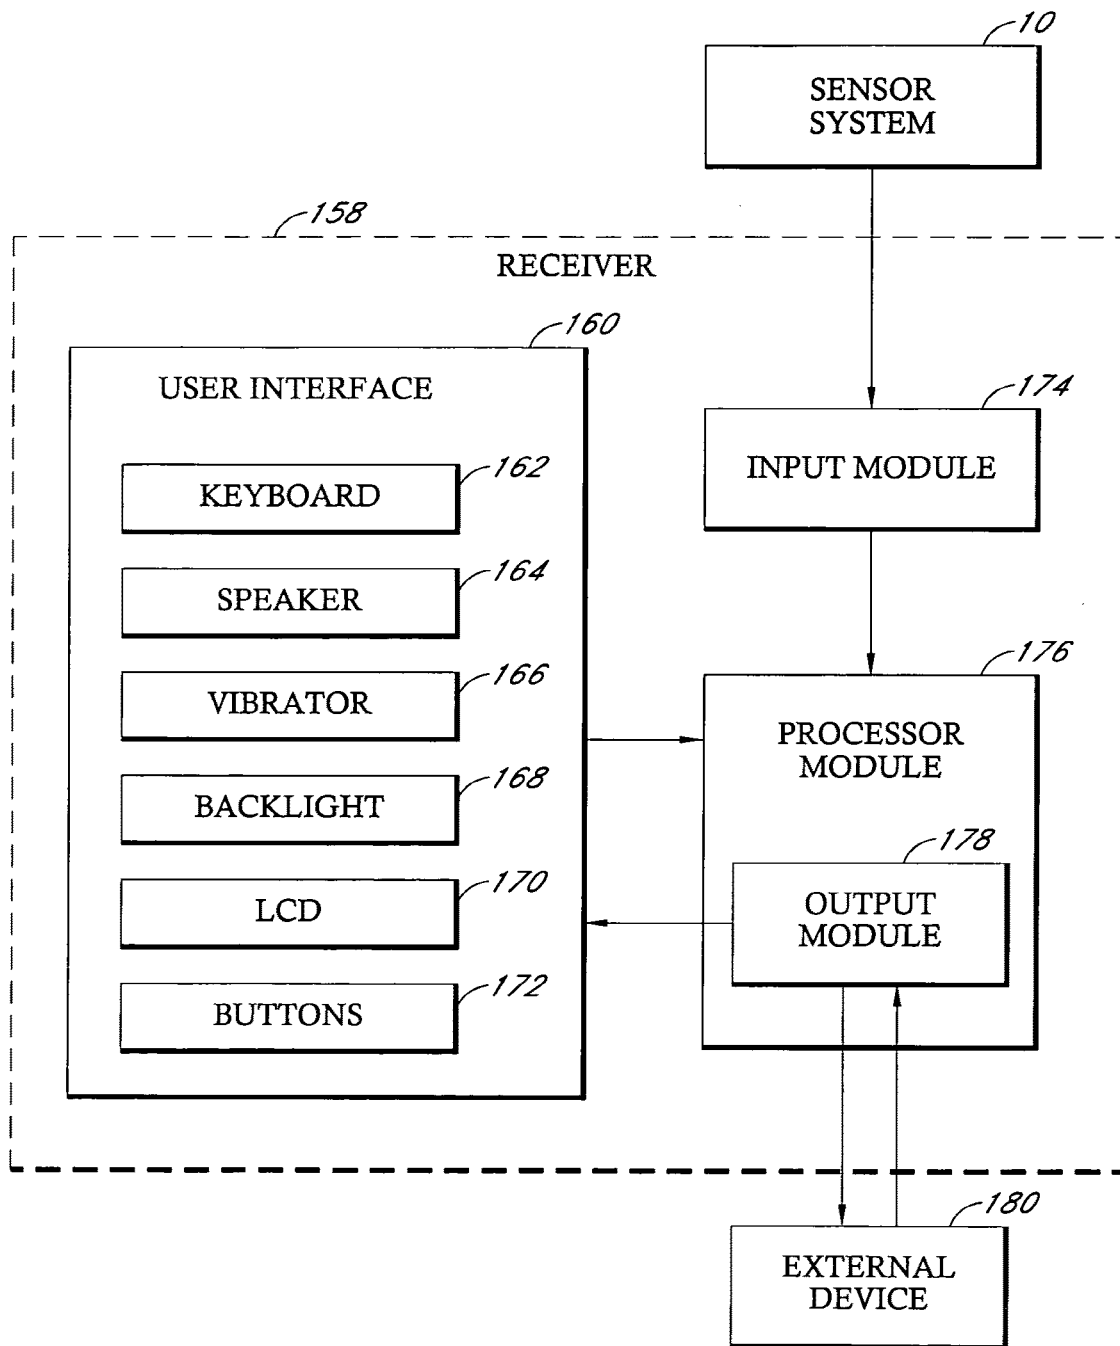 10
SENSOR
SYSTEM
158
RECEIVER
160
USER INTERFACE
174
INPUT MODULE
162
KEYBOARD
164
SPEAKER
166
VIBRATOR
168
BACKLIGHT
170
LCD
172
BUTTONS
176
PROCESSOR
MODULE
178
OUTPUT
MODULE
180
EXTERNAL
DEVICE